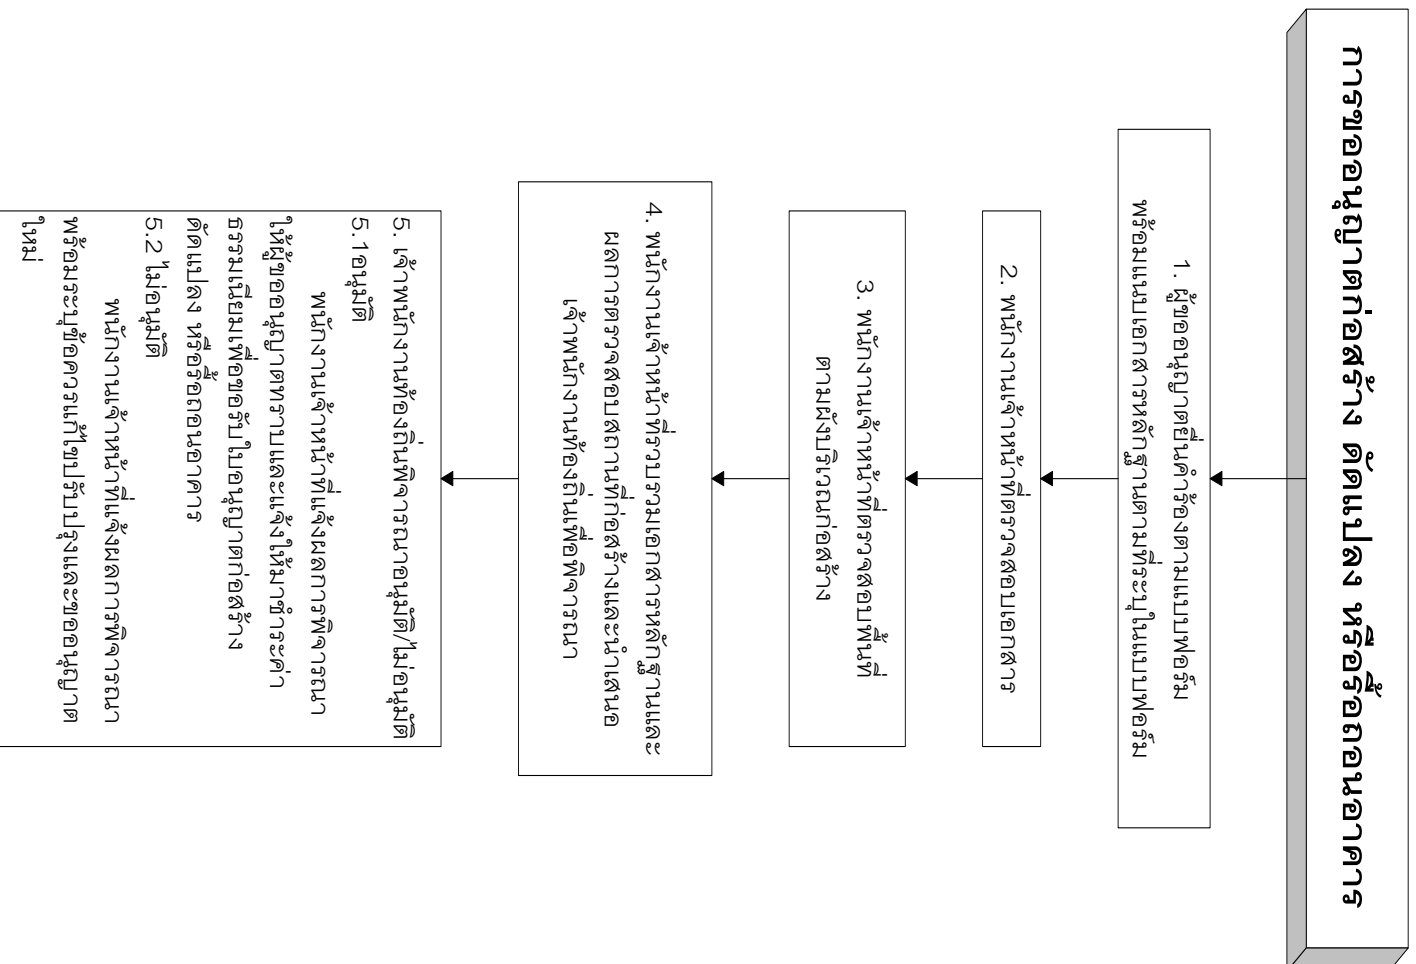 การขออนุญาตก่อสร้าง ดัดแปลง หรือรื้อถอนอาคาร
1. ผู้ขออนุญาตยื่นคำร้องตามแบบฟอร์ม
พร้อมแนบเอกสารหลักฐานตามที่ระบุในแบบฟอร์ม
2. พนักงานเจ้าหน้าที่ตรวจสอบเอกสาร
3. พนักงานเจ้าหน้าที่ตรวจสอบพื้นที่
ตามผังบริเวณก่อสร้าง
4. พนักงานเจ้าหน้าที่รวบรวมเอกสารหลักฐานและ
ผลการตรวจสอบสถานที่ก่อสร้างและนำเสนอ
เจ้าพนักงานท้องถิ่นเพื่อพิจารณา
5. เจ้าพนักงานท้องถิ่นพิจารณาอนุมัติ/ไม่อนุมัติ
5.1อนุมัติ
พนักงานเจ้าหน้าที่แจ้งผลการพิจารณา
ให้ผู้ขออนุญาตทราบและแจ้งให้มาชำระค่า
ธรรมเนียมเพื่อขอรับใบอนุญาตก่อสร้าง
ดัดแปลง หรือรื้อถอนอาคาร
5.2 ไม่อนุมัติ
พนักงานเจ้าหน้าที่แจ้งผลการพิจารณา
พร้อมระบุข้อควรแก้ไขปรับปรุงและขออนุญาต
ใหม่